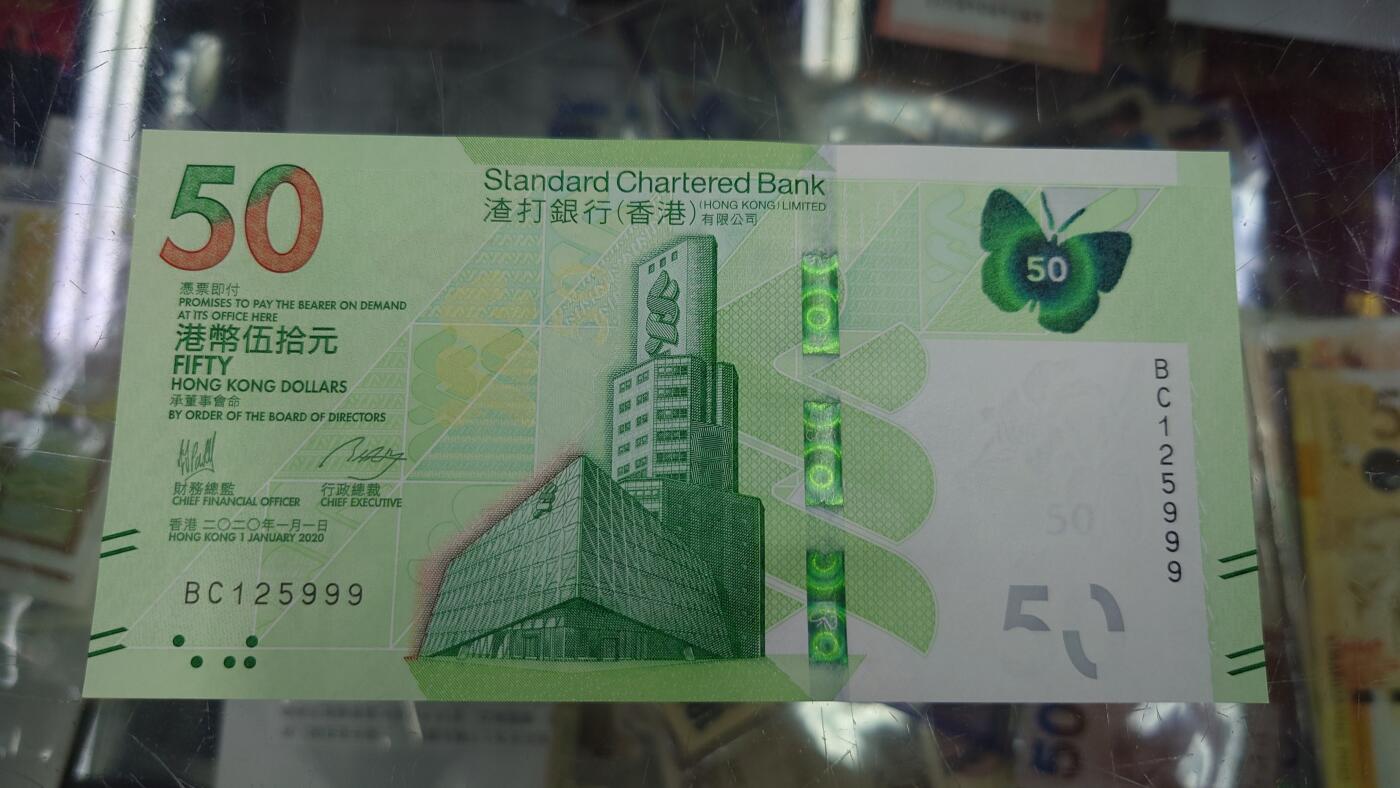 50
Standard Chartered Bank
(HONG KONG) LIMITED
渣打銀行(香港)有限公司
憑票即付
PROMISES TO PAY THE BEARER ON DEMAND
AT ITS OFFICE HERE
港幣伍拾元
FIFTY
HONG KONG DOLLARS
承董事會命
BY ORDER OF THE BOARD OF DIRECTORS
財務總監
CHIEF FINANCIAL OFFICER
行政總裁
CHIEF EXECUTIVE
香港 二〇二〇年一月一日
HONG KONG 1 JANUARY 2020
BC125999
50
BC125999
50
50
50